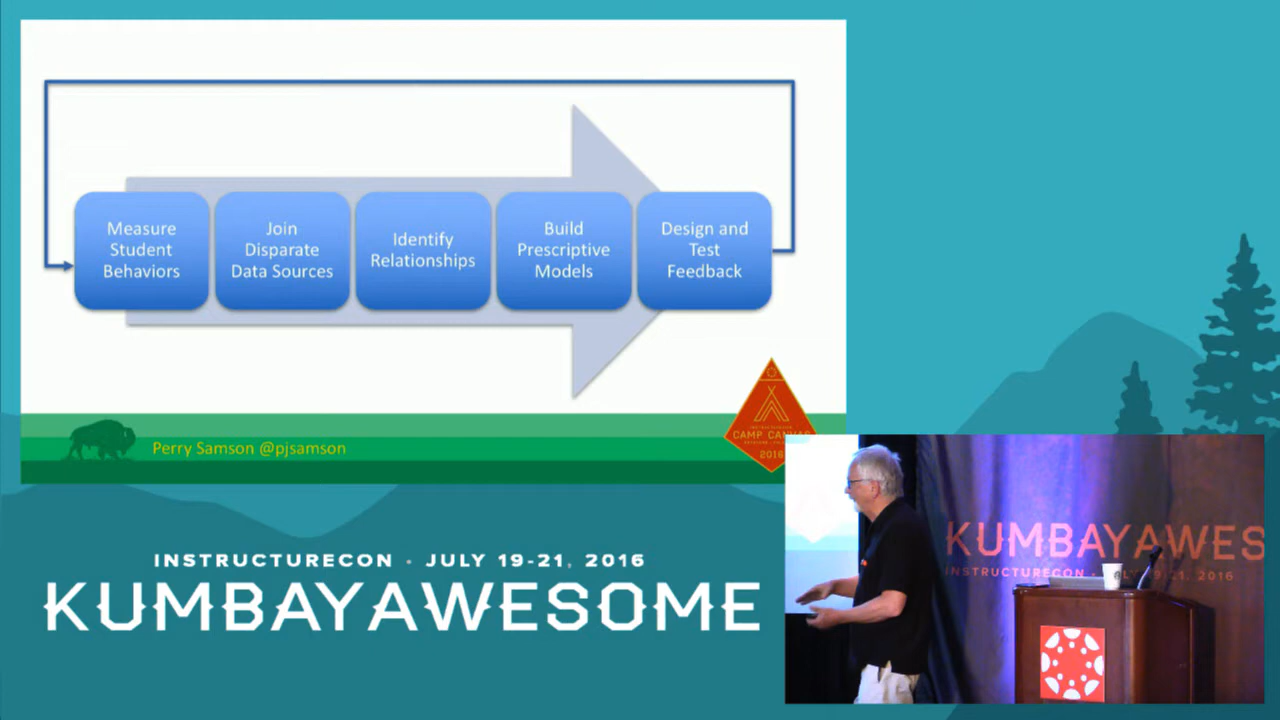 Measure
Student
Behaviors
Join
Disparate
Data Sources
Identify
Relationships
Build
Prescriptive
Models
Design and
Test
Feedback
Perry Samson @pjsamson
CAMP CANVAS
2016
INSTRUCTURECON • JULY 19-21, 2016
KUMBAYAWESOME
KUMBAYAWES
INSTRUCTURECON
19-21, 2016